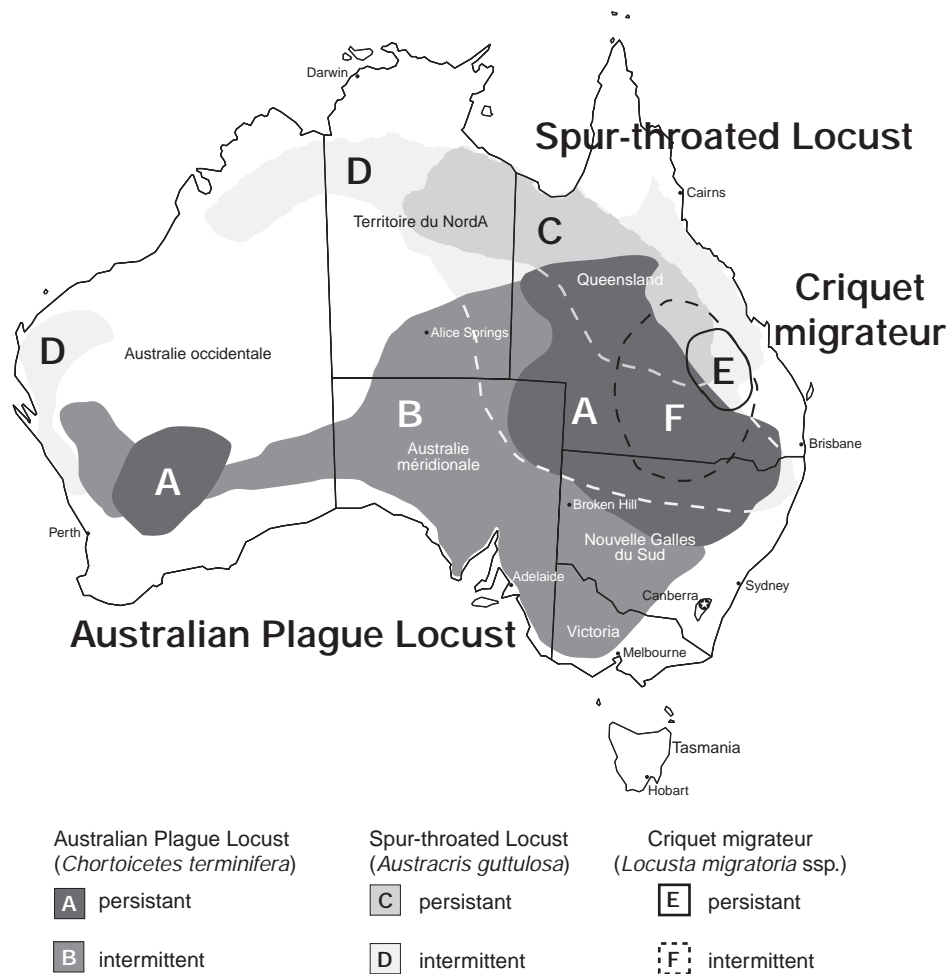 Darwin
Spur-throated Locust
D
Cairns
Territoire du NordA
C
Queensland
Criquet
migrateur
Alice Springs
D
Australie occidentale
E
B
A
F
Australie
méridionale
Brisbane
A
Broken Hill
Perth
Nouvelle Galles
du Sud
Adelaide
Sydney
Canberra
Australian Plague Locust
Victoria
Melbourne
Tasmania
Hobart
Australian Plague Locust
(Chortoicetes terminifera)
A persistant
B intermittent
Spur-throated Locust
(Austracris guttulosa)
C persistant
D intermittent
Criquet migrateur
(Locusta migratoria ssp.)
E persistant
F intermittent